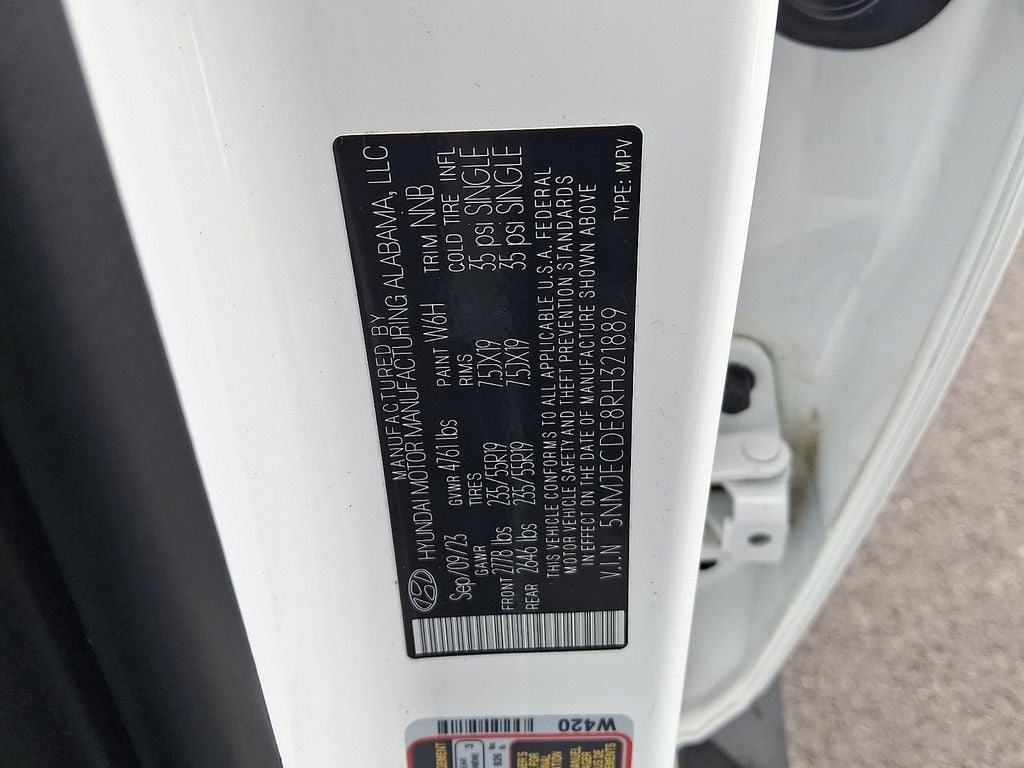 MANUFACTURED BY
HYUNDAI MOTOR MANUFACTURING ALABAMA, LLC
Sep/09/23 GVWR 4761 lbs PAINT W6H TRIM NNB
GAWR TIRES RIMS COLD TIRE INFL
FRONT 2778 lbs 235/55R19 7.5JX19 35 psi SINGLE
REAR 2646 lbs 235/55R19 7.5JX19 35 psi SINGLE
THIS VEHICLE CONFORMS TO ALL APPLICABLE U.S.A. FEDERAL
MOTOR VEHICLE SAFETY AND THEFT PREVENTION STANDARDS
IN EFFECT ON THE DATE OF MANUFACTURE SHOWN ABOVE
V.I.N 5NMJECDE8RH321889 TYPE: MPV
W420